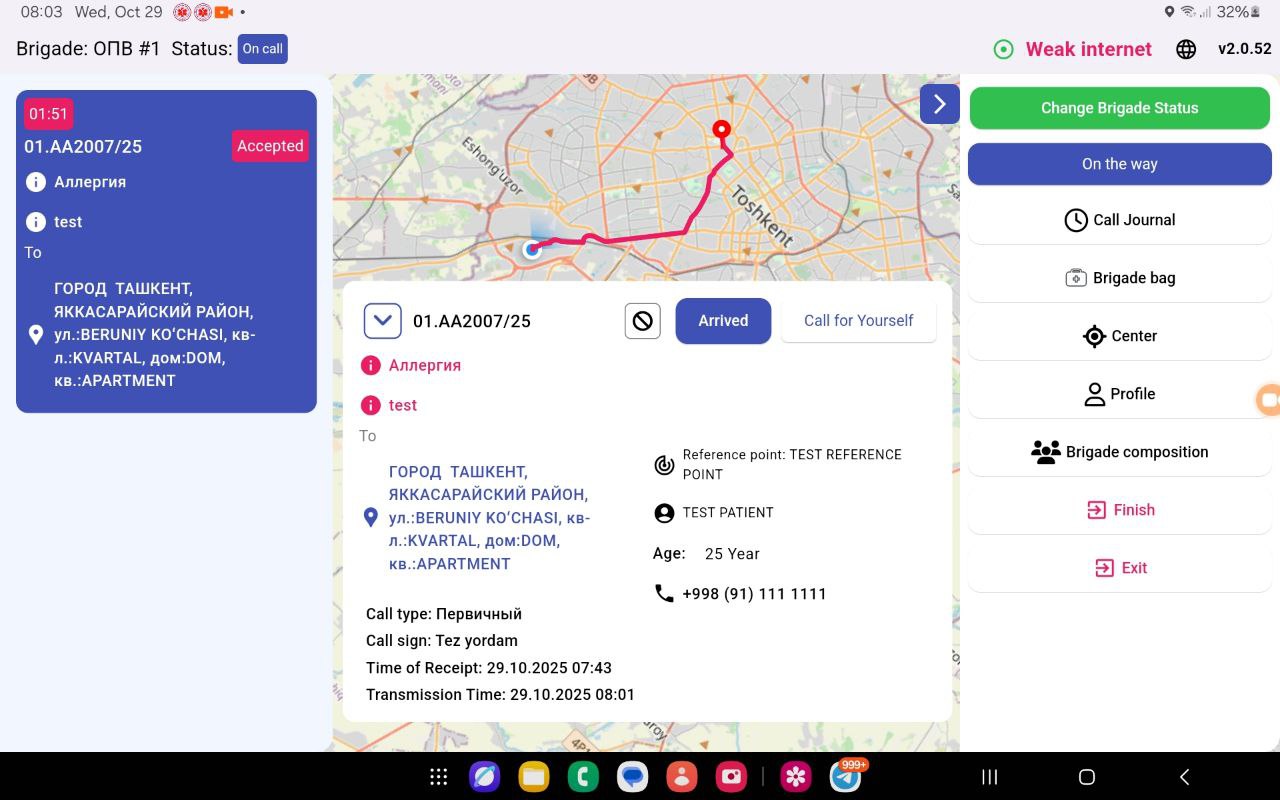 08:03 Wed, Oct 29
32%
Brigade: ОПВ #1 Status: On call
Weak internet
v2.0.52
01:51
01.AA2007/25
Accepted
Аллергия
test
To
ГОРОД ТАШКЕНТ,
ЯККАСАРАЙСКИЙ РАЙОН,
ул.:BERUNIY KOʻCHASI, кв-
л.:KVARTAL, дом:DOM,
кв.:APARTMENT
Eshong'uzor
Toshkent
01.AA2007/25
Arrived
Call for Yourself
Аллергия
test
To
ГОРОД ТАШКЕНТ,
ЯККАСАРАЙСКИЙ РАЙОН,
ул.:BERUNIY KOʻCHASI, кв-
л.:KVARTAL, дом:DOM,
кв.:APARTMENT
Reference point: TEST REFERENCE
POINT
TEST PATIENT
Age: 25 Year
+998 (91) 111 1111
Call type: Первичный
Call sign: Tez yordam
Time of Receipt: 29.10.2025 07:43
Transmission Time: 29.10.2025 08:01
Change Brigade Status
On the way
Call Journal
Brigade bag
Center
Profile
Brigade composition
Finish
Exit
999+